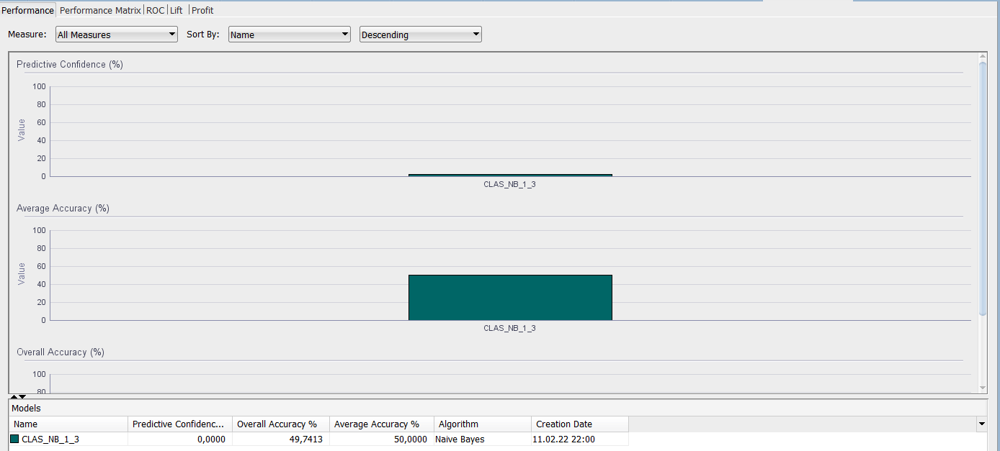 Performance Performance Matrix ROC Lift Profit
Measure: All Measures Sort By: Name Descending
Predictive Confidence (%)
100
80
60
40
20
0
Value
CLAS_NB_1_3
Average Accuracy (%)
100
80
60
40
20
0
Value
CLAS_NB_1_3
Overall Accuracy (%)
100
80
Models
Name Predictive Confidenc... Overall Accuracy % Average Accuracy % Algorithm Creation Date
CLAS_NB_1_3 0,0000 49,7413 50,0000 Naive Bayes 11.02.22 22:00